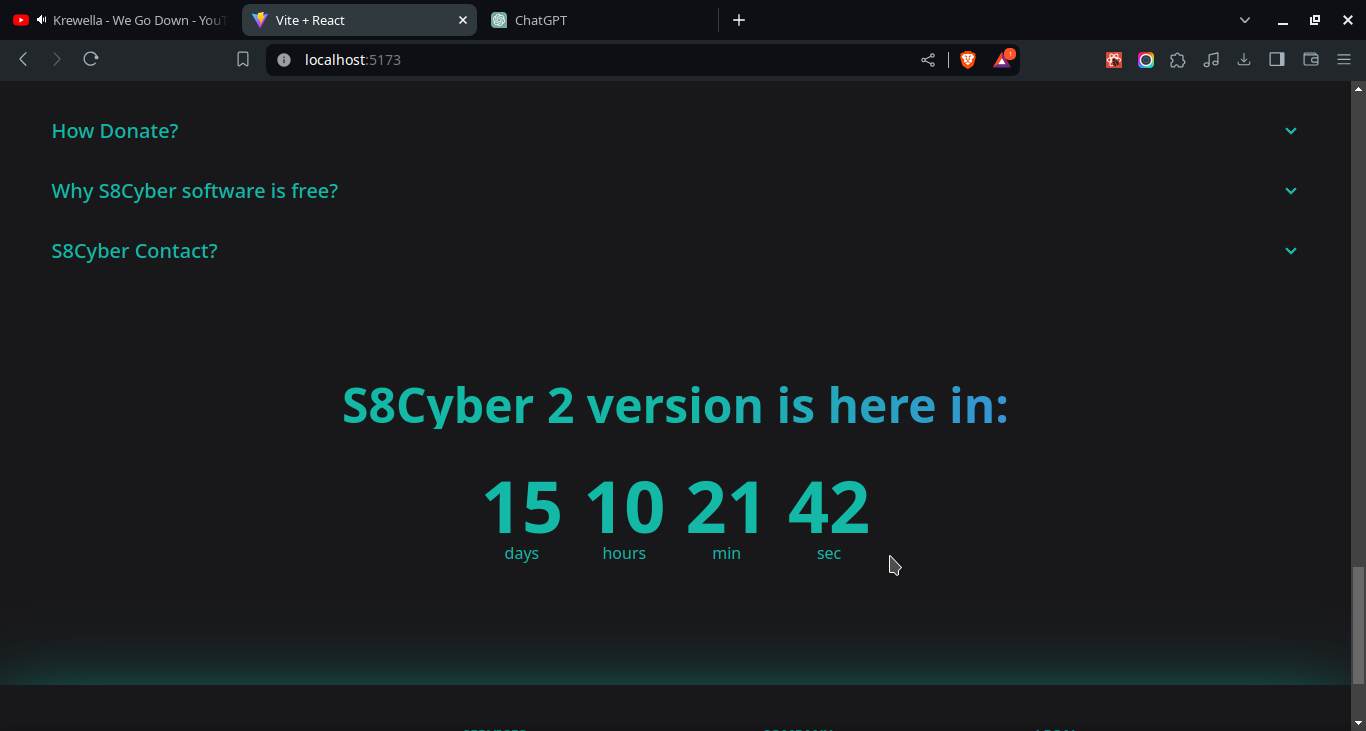 Krewella - We Go Down - YouT
Vite + React
ChatGPT
localhost:5173
How Donate?
Why S8Cyber software is free?
S8Cyber Contact?
S8Cyber 2 version is here in:
15 10 21 42
days hours min sec